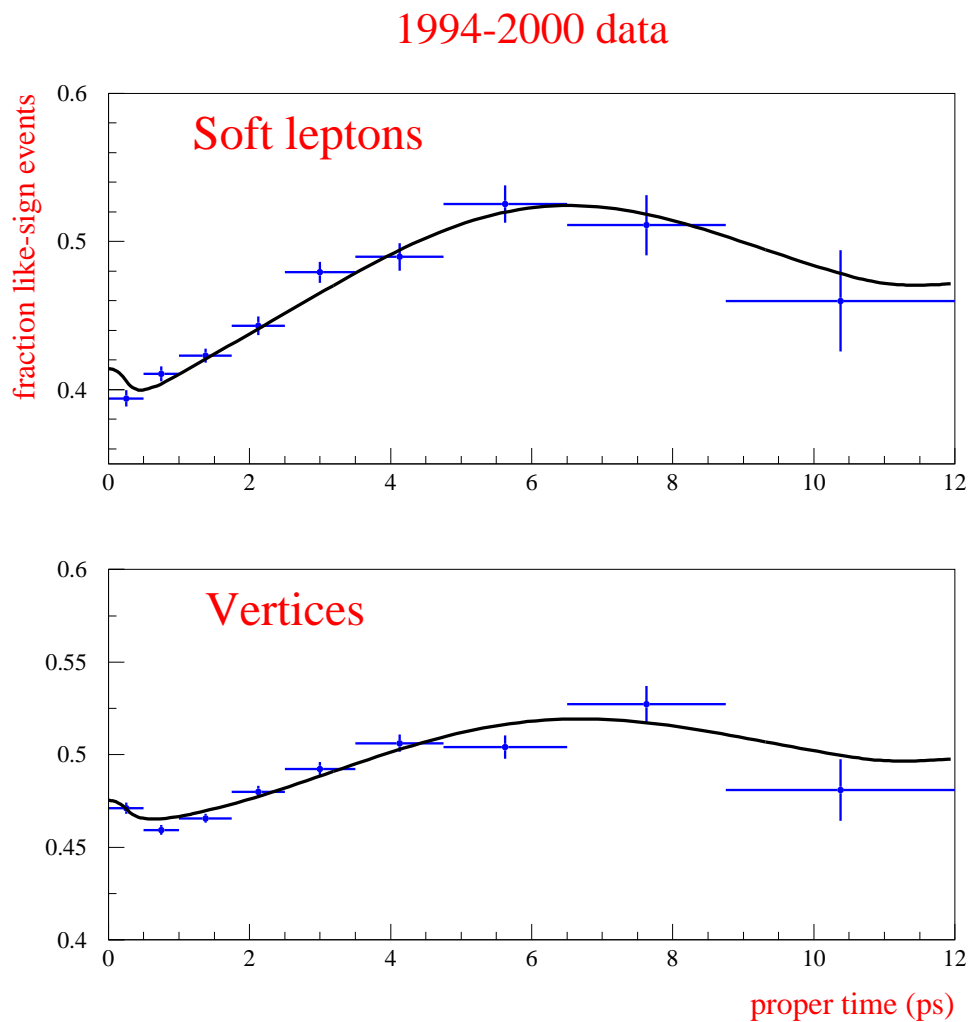 1994-2000 data
fraction like-sign events
Soft leptons
0.6
0.5
0.4
0 2 4 6 8 10 12
Vertices
0.6
0.55
0.5
0.45
0.4
0 2 4 6 8 10 12
proper time (ps)